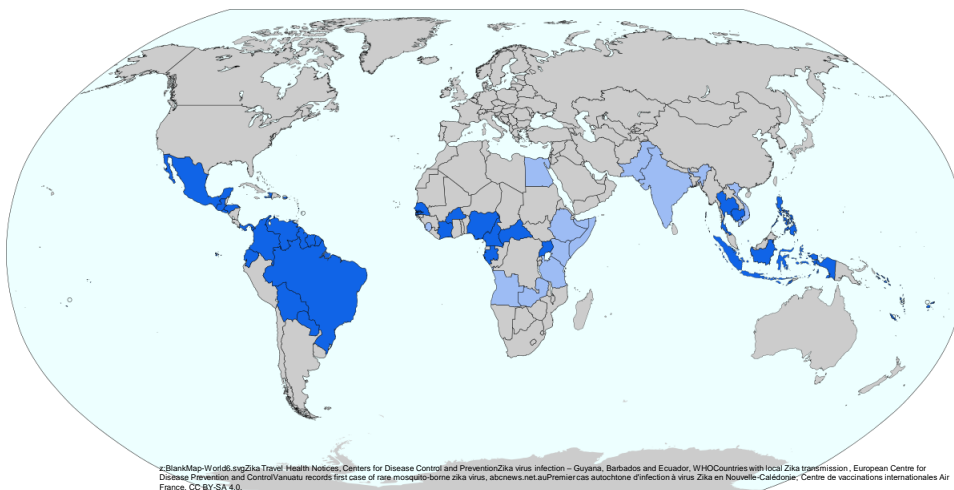 z:BlankMap-World6.svgZika Travel Health Notices, Centers for Disease Control and PreventionZika virus infection – Guyana, Barbados and Ecuador, WHOCountries with local Zika transmission, European Centre for
Disease Prevention and ControlVanuatu records first case of rare mosquito-borne zika virus, abcnews.net.auPremier cas autochtone d'infection à virus Zika en Nouvelle-Calédonie; Centre de vaccinations internationales Air
France, CC BY-SA 4.0,